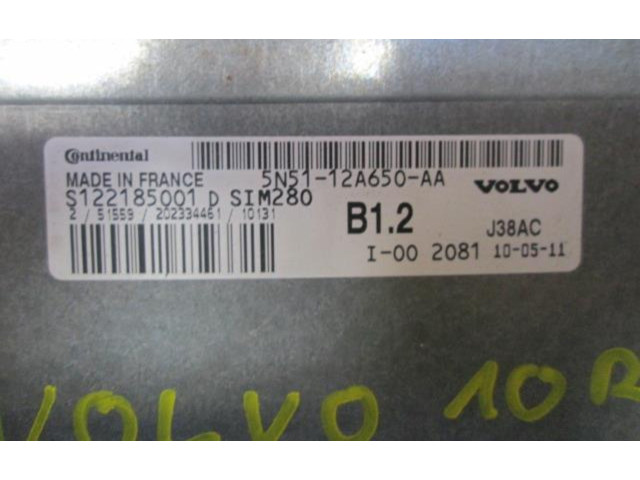 Continental
MADE IN FRANCE 5N51-12A650-AA VOLVO
S122185001 D SIM280
2 / 51559 / 202334461 / 10131
B1.2 J38AC
I-00 2081 10-05-11
VOLVO 10R